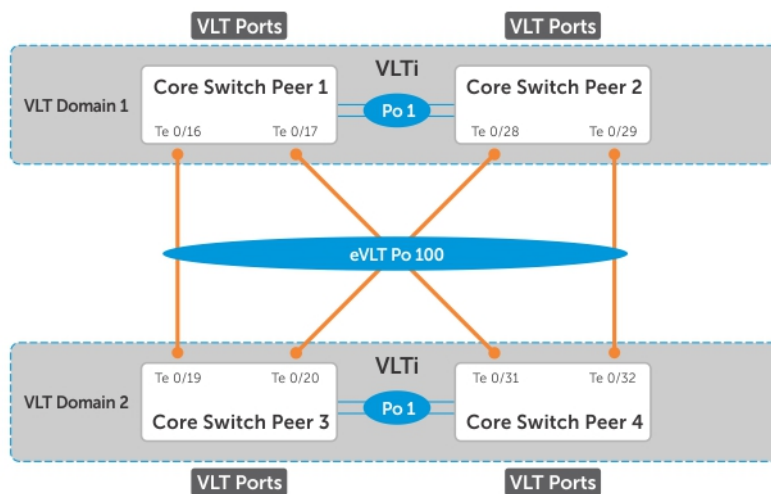 VLT Ports
VLT Ports
VLTi
VLT Domain 1
Core Switch Peer 1
Po 1
Core Switch Peer 2
Te 0/16
Te 0/17
Te 0/28
Te 0/29
eVLT Po 100
VLTi
Te 0/19
Te 0/20
Te 0/31
Te 0/32
VLT Domain 2
Core Switch Peer 3
Po 1
Core Switch Peer 4
VLT Ports
VLT Ports